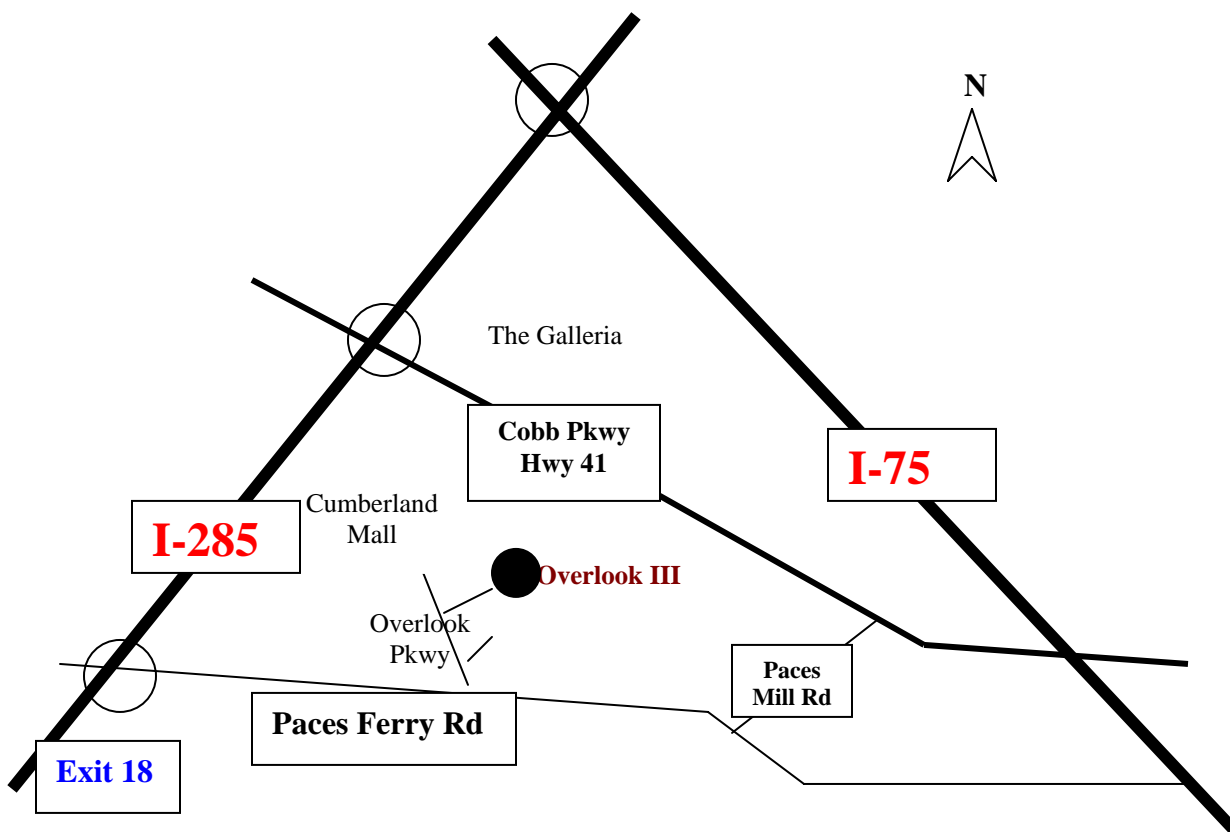 N
The Galleria
Cobb Pkwy
Hwy 41
I-75
Cumberland
Mall
I-285
Overlook III
Overlook
Pkwy
Paces
Mill Rd
Paces Ferry Rd
Exit 18